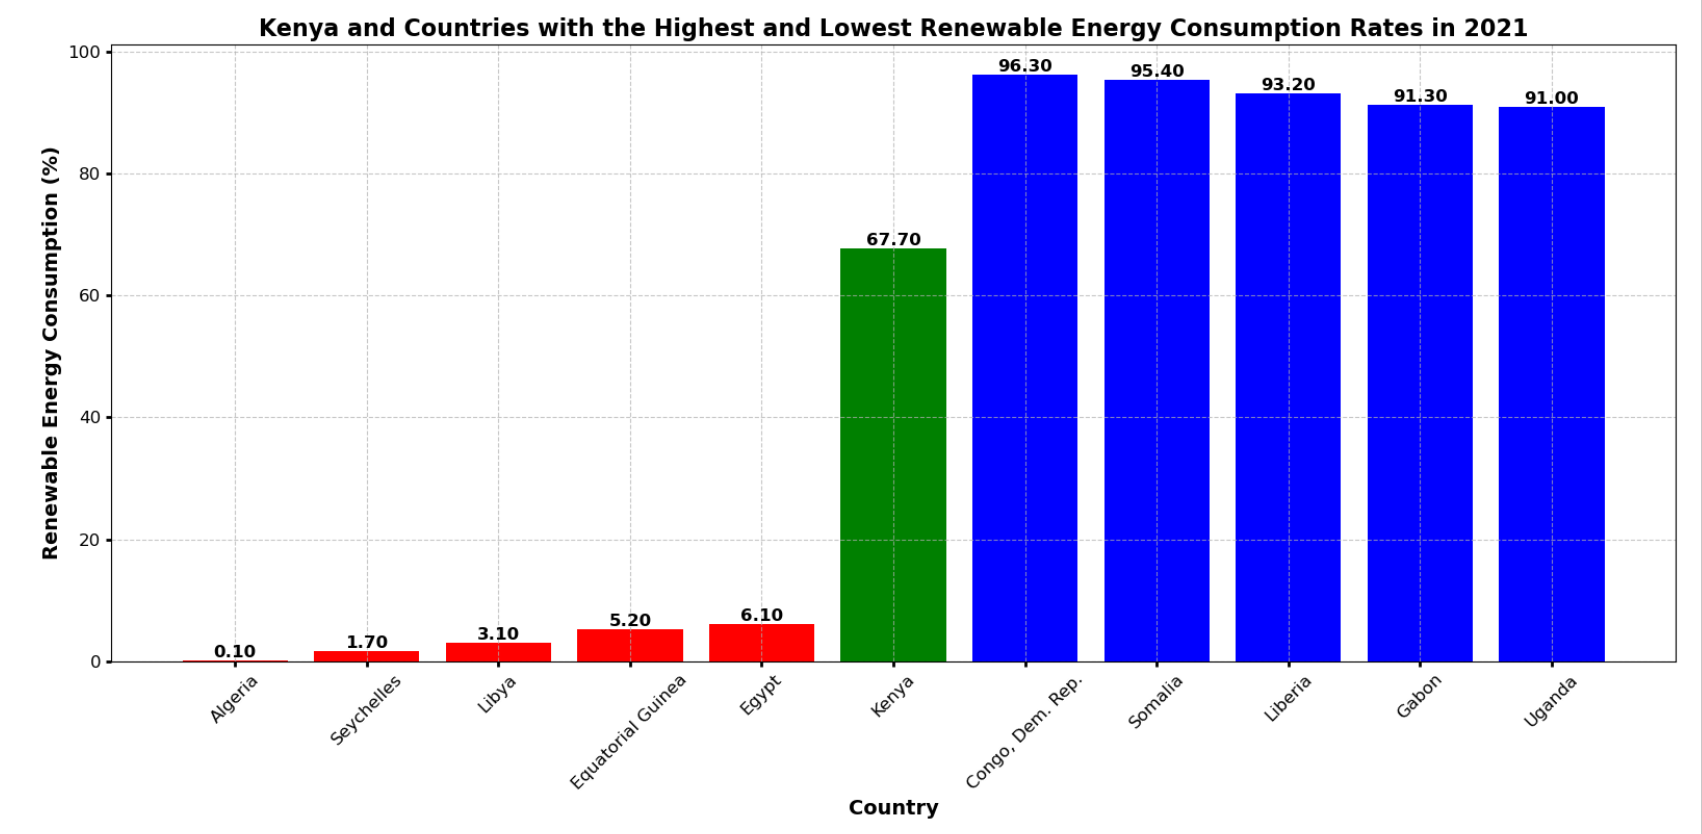 Kenya and Countries with the Highest and Lowest Renewable Energy Consumption Rates in 2021
Renewable Energy Consumption (%)
100
80
60
40
20
0
0.10
1.70
3.10
5.20
6.10
67.70
96.30
95.40
93.20
91.30
91.00
Algeria
Seychelles
Libya
Equatorial Guinea
Egypt
Kenya
Congo, Dem. Rep.
Somalia
Liberia
Gabon
Uganda
Country